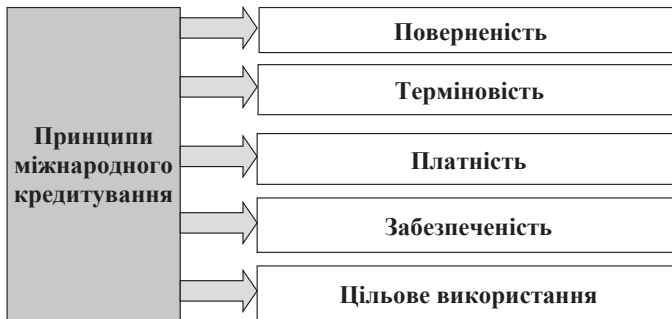 Принципи
міжнародного
кредитування
Поверненість
Терміновість
Платність
Забезпеченість
Цільове використання